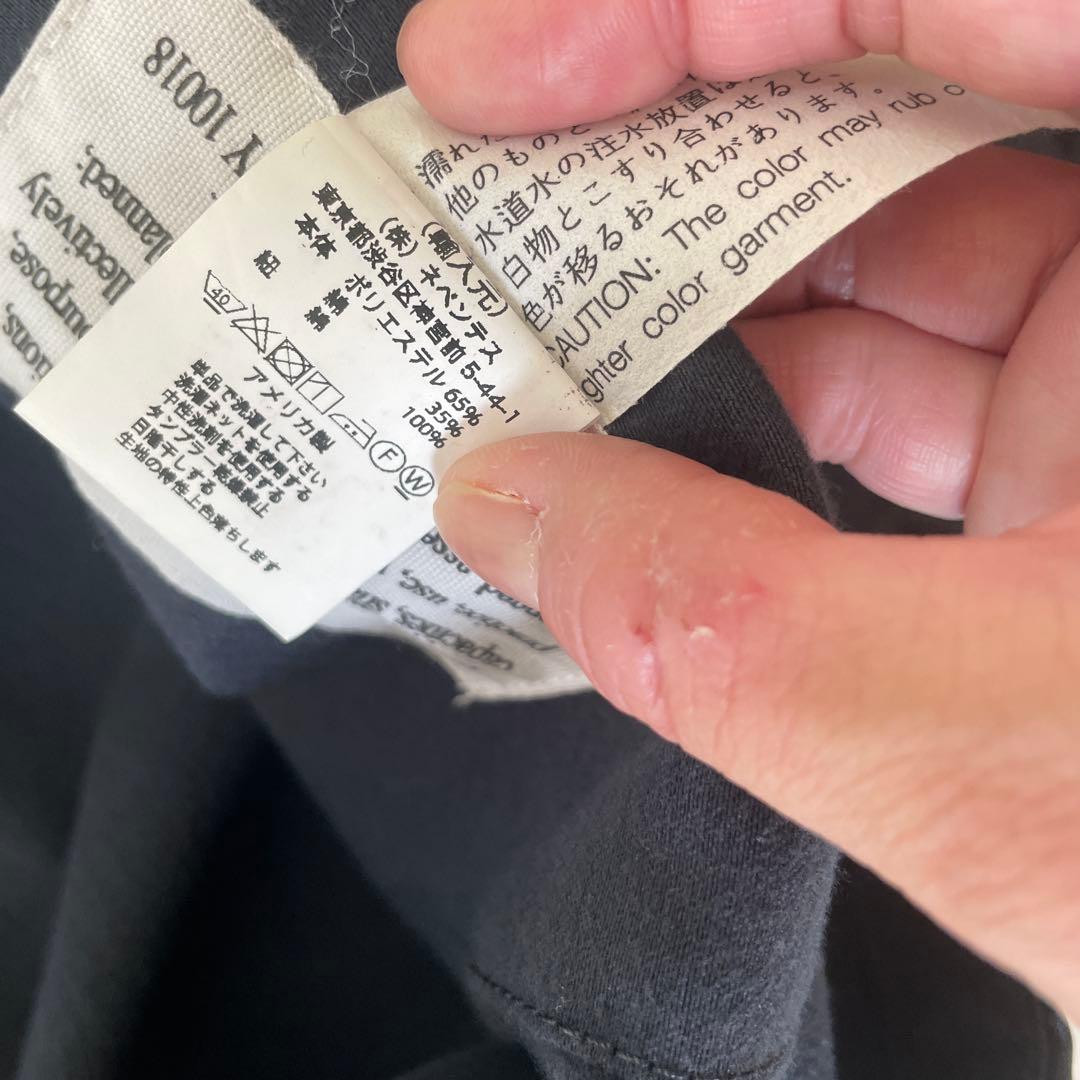 (輸入元)
(株)ネペンテス
東京都渋谷区神宮前5-44-1
本体 ポリエステル 65%
綿 35%
綿 100%
40
F W
アメリカ製
単品で洗濯して下さい
洗濯ネットを使用する
中性洗剤を使用する
タンブラー乾燥禁止
日陰干しする
生地の特性上色落ちします
濡れた
他のものと
水道水の注水放置は
白物とこすり合わせると、
色が移るおそれがあります。
CAUTION: The color may rub o
ghter color garment.
Y 10018
lanned;
llectively
urpose,
tions,